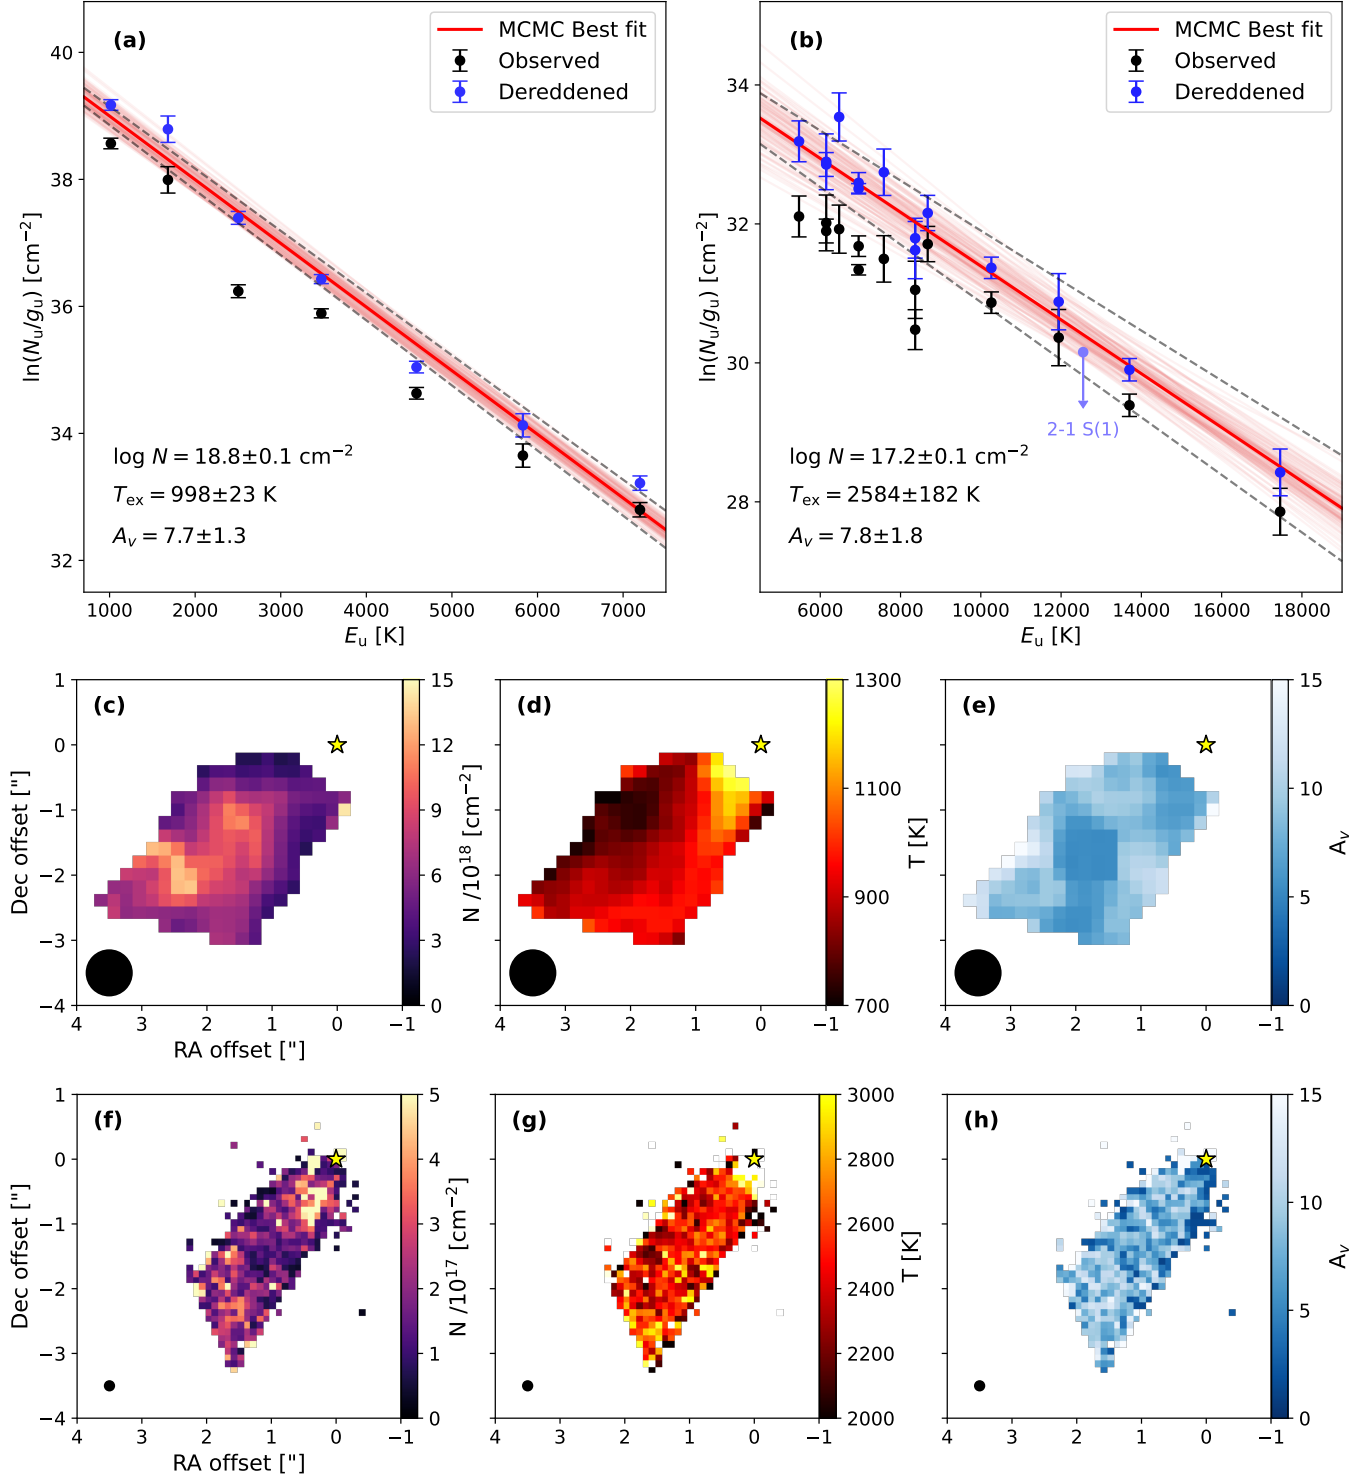 (a)
MCMC Best fit
Observed
Dereddened
40
38
36
34
32
ln(Nu/gu) [cm−2]
log N = 18.8±0.1 cm−2
Tex = 998±23 K
Av = 7.7±1.3
1000 2000 3000 4000 5000 6000 7000
Eu [K]
(b)
MCMC Best fit
Observed
Dereddened
34
32
30
28
ln(Nu/gu) [cm−2]
2-1 S(1)
log N = 17.2±0.1 cm−2
Tex = 2584±182 K
Av = 7.8±1.8
6000 8000 10000 12000 14000 16000 18000
Eu [K]
(c)
1
0
−1
−2
−3
−4
Dec offset ["]
4 3 2 1 0 −1
RA offset ["]
15
12
9
6
3
0
N /10^18 [cm−2]
(d)
4 3 2 1 0 −1
1300
1100
900
700
T [K]
(e)
4 3 2 1 0 −1
15
10
5
0
Av
(f)
1
0
−1
−2
−3
−4
Dec offset ["]
4 3 2 1 0 −1
RA offset ["]
5
4
3
2
1
0
N /10^17 [cm−2]
(g)
4 3 2 1 0 −1
3000
2800
2600
2400
2200
2000
T [K]
(h)
4 3 2 1 0 −1
15
10
5
0
Av